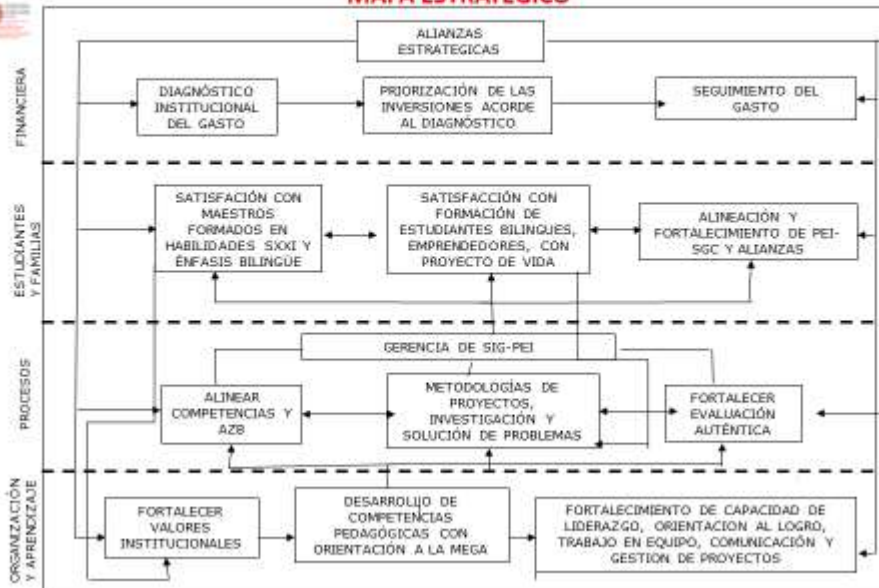 MAPA ESTRATEGICO
ALIANZAS
ESTRATEGICAS
FINANCIERA
DIAGNÓSTICO
INSTITUCIONAL
DEL GASTO
PRIORIZACIÓN DE LAS
INVERSIONES ACORDE
AL DIAGNÓSTICO
SEGUIMIENTO DEL
GASTO
ESTUDIANTES
Y FAMILIAS
SATISFACIÓN CON
MAESTROS
FORMADOS EN
HABILIDADES SXXI Y
ÉNFASIS BILINGÜE
SATISFACCIÓN CON
FORMACIÓN DE
ESTUDIANTES BILINGUES,
EMPRENDEDORES, CON
PROYECTO DE VIDA
ALINEACIÓN Y
FORTALECIMIENTO DE PEI-
SGC Y ALIANZAS
PROCESOS
GERENCIA DE SIG-PEI
ALINEAR
COMPETENCIAS Y
AZB
METODOLOGÍAS DE
PROYECTOS,
INVESTIGACIÓN Y
SOLUCIÓN DE PROBLEMAS
FORTALECER
EVALUACIÓN
AUTÉNTICA
ORGANIZACIÓN
Y APRENDIZAJE
FORTALECER
VALORES
INSTITUCIONALES
DESARROLLO DE
COMPETENCIAS
PEDAGÓGICAS CON
ORIENTACIÓN A LA MEGA
FORTALECIMIENTO DE CAPACIDAD DE
LIDERAZGO, ORIENTACION AL LOGRO,
TRABAJO EN EQUIPO, COMUNICACIÓN Y
GESTION DE PROYECTOS